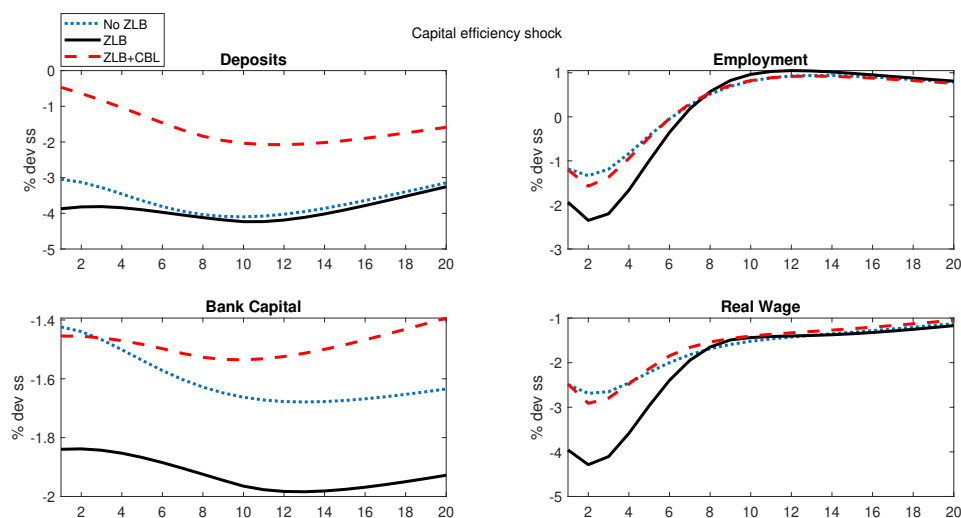 No ZLB
ZLB
ZLB+CBL
Capital efficiency shock
Deposits
% dev ss
0
-1
-2
-3
-4
-5
2 4 6 8 10 12 14 16 18 20
Employment
% dev ss
1
0
-1
-2
-3
2 4 6 8 10 12 14 16 18 20
Bank Capital
% dev ss
-1.4
-1.6
-1.8
-2
2 4 6 8 10 12 14 16 18 20
Real Wage
% dev ss
-1
-2
-3
-4
-5
2 4 6 8 10 12 14 16 18 20